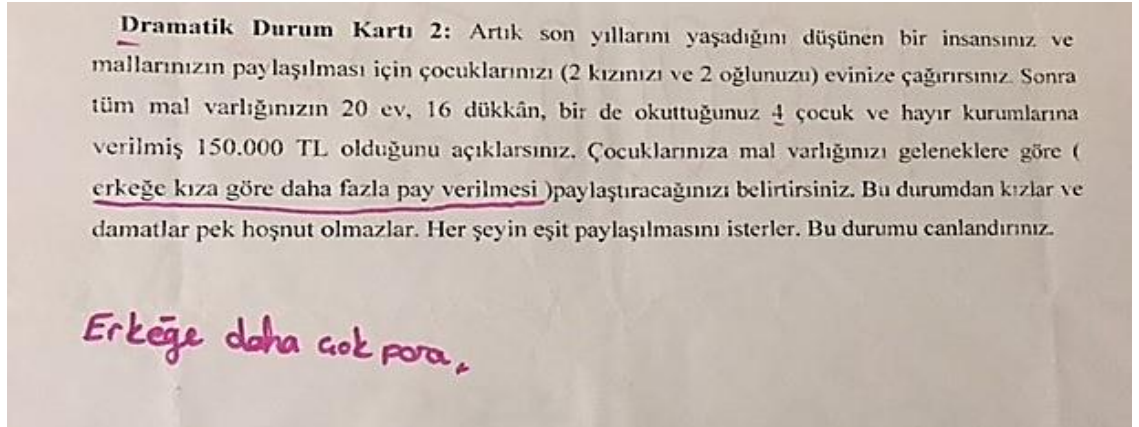 Dramatik Durum Kartı 2: Artık son yıllarını yaşadığını düşünen bir insansınız ve
mallarınızın paylaşılması için çocuklarınızı (2 kızınızı ve 2 oğlunuzu) evinize çağırırsınız. Sonra
tüm mal varlığınızın 20 ev, 16 dükkân, bir de okuttuğunuz 4 çocuk ve hayır kurumlarına
verilmiş 150.000 TL olduğunu açıklarsınız. Çocuklarınıza mal varlığınızı geleneklere göre (
erkeğe kıza göre daha fazla pay verilmesi )paylaştıracağınızı belirtirsiniz. Bu durumdan kızlar ve
damatlar pek hoşnut olmazlar. Her şeyin eşit paylaşılmasını isterler. Bu durumu canlandırınız.
Erkeğe daha çok para,